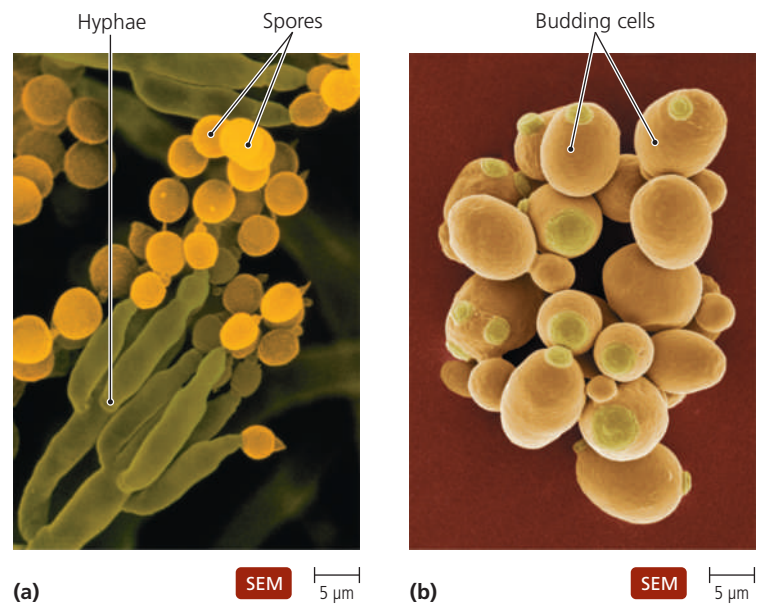 Hyphae
Spores
Budding cells
(a)
SEM
5 µm
(b)
SEM
5 µm